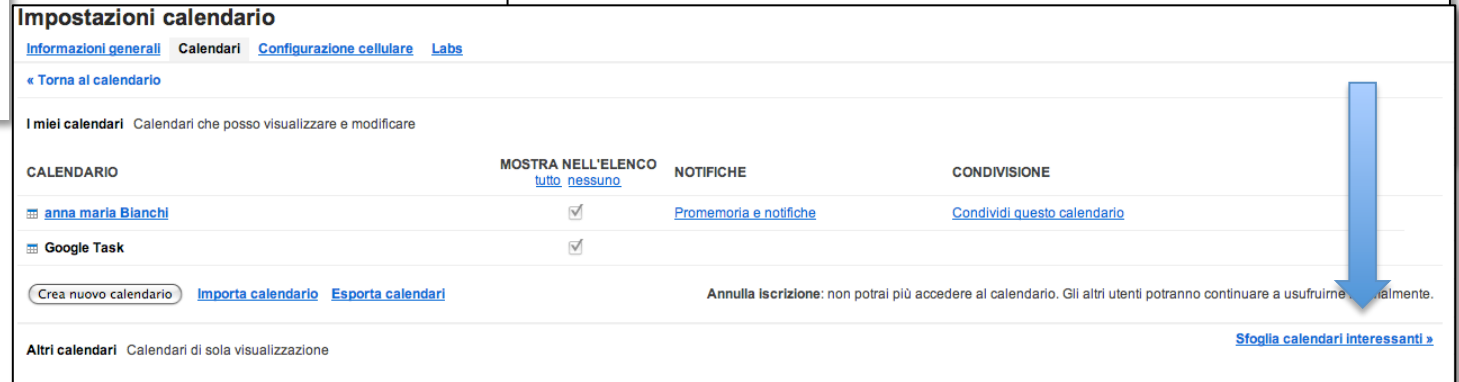 Impostazioni calendario
Informazioni generali Calendari Configurazione cellulare Labs
« Torna al calendario
I miei calendari Calendari che posso visualizzare e modificare
CALENDARIO MOSTRA NELL'ELENCO NOTIFICHE CONDIVISIONE
tutto nessuno
anna maria Bianchi Promemoria e notifiche Condividi questo calendario
Google Task
Crea nuovo calendario Importa calendario Esporta calendari Annulla iscrizione: non potrai più accedere al calendario. Gli altri utenti potranno continuare a usufruirne
Sfoglia calendari interessanti »
Altri calendari Calendari di sola visualizzazione